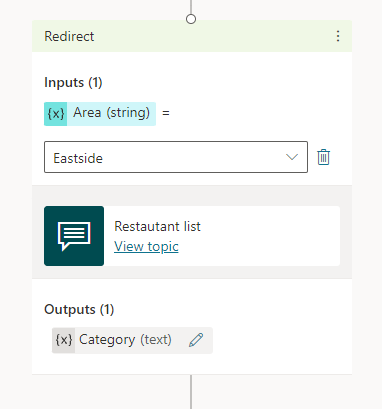 Redirect
Inputs (1)
{x} Area (string) =
Eastside
Restautant list
View topic
Outputs (1)
{x} Category (text)